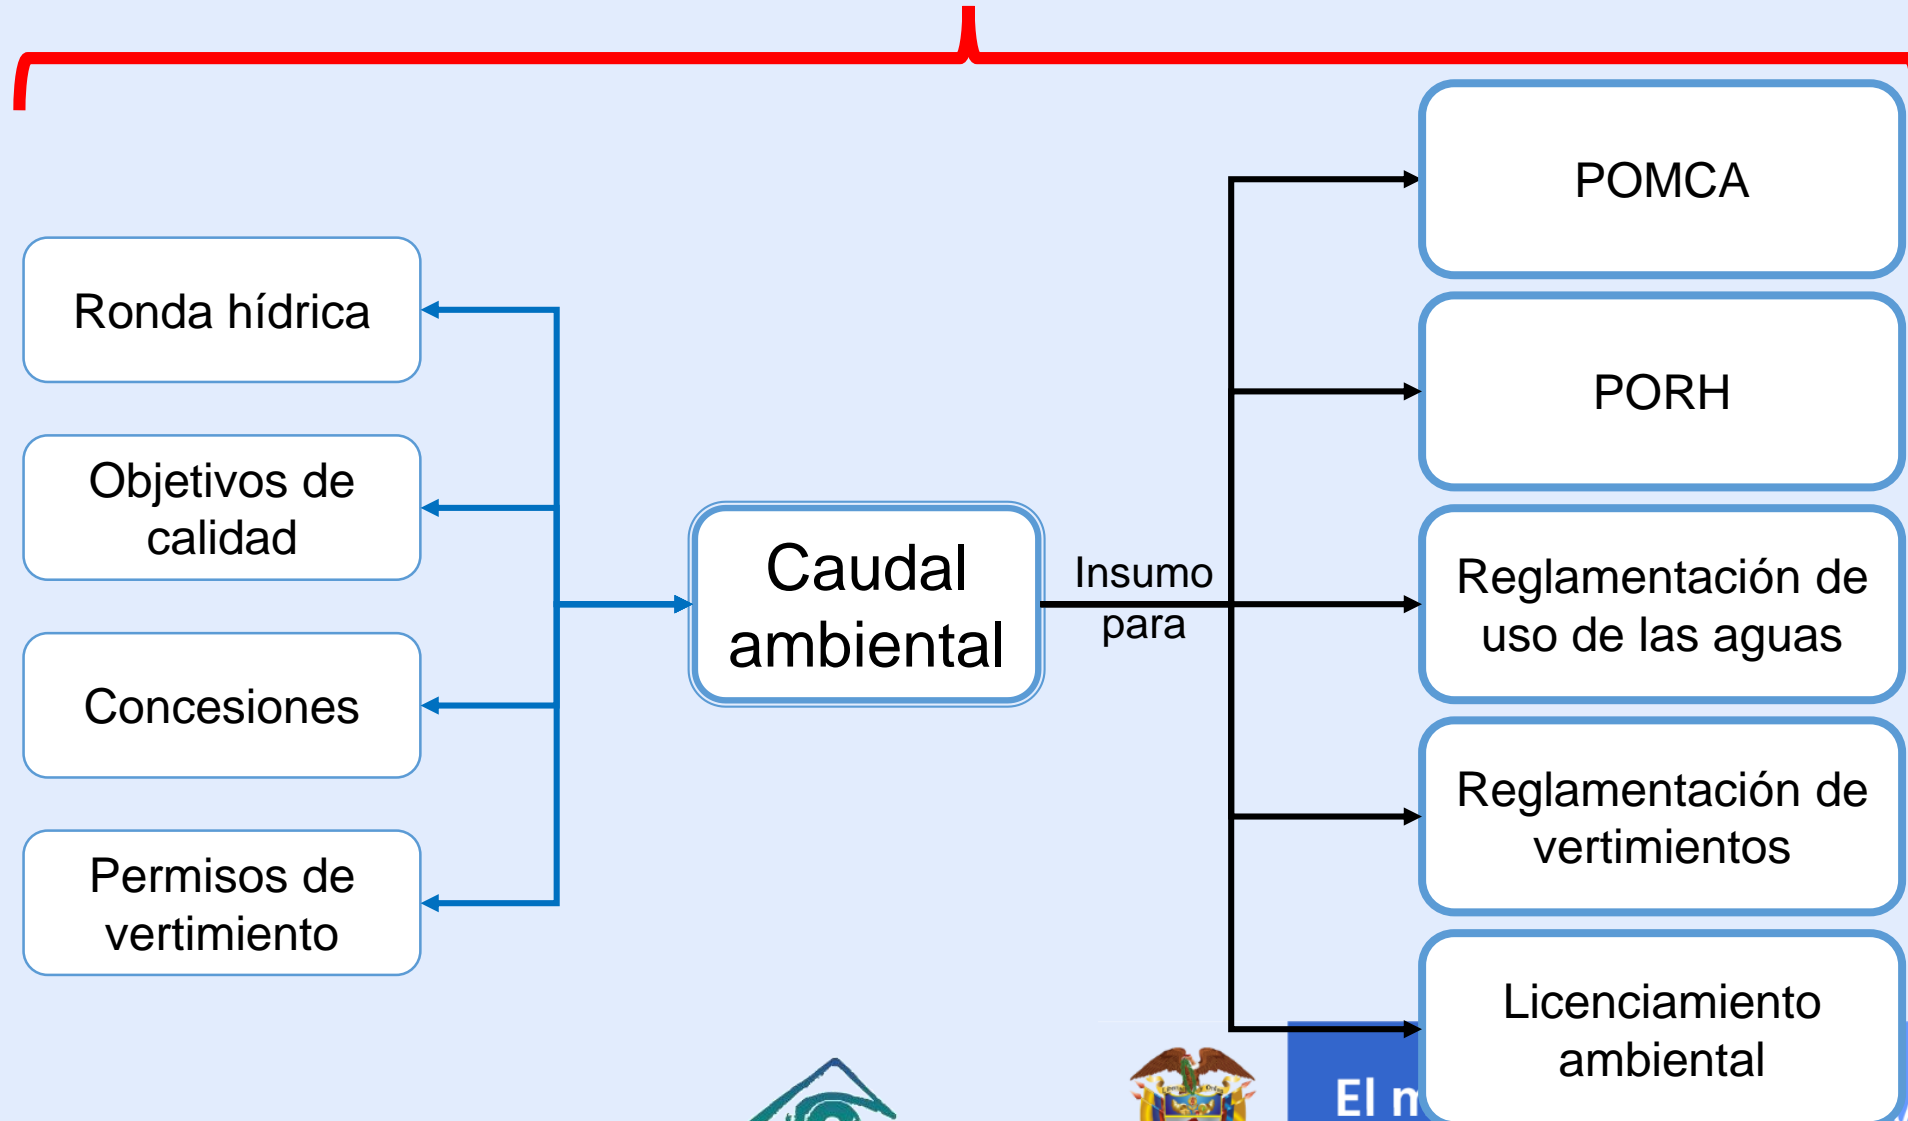 Ronda hídrica
Objetivos de
calidad
Concesiones
Permisos de
vertimiento
Caudal
ambiental
Insumo
para
POMCA
PORH
Reglamentación de
uso de las aguas
Reglamentación de
vertimientos
Licenciamiento
ambiental
El